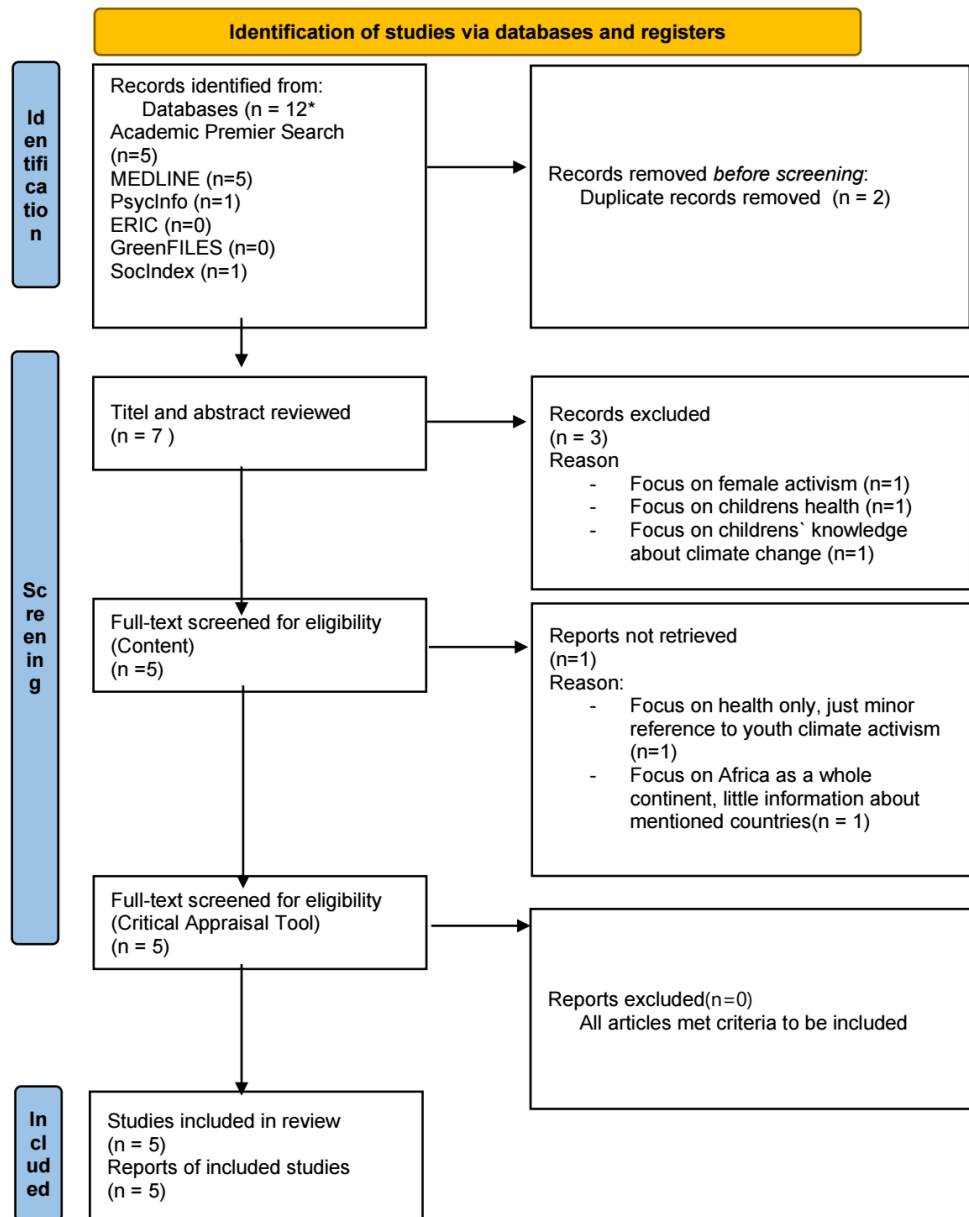 Identification of studies via databases and registers
Id
en
tifi
ca
tio
n
Records identified from:
Databases (n = 12*
Academic Premier Search
(n=5)
MEDLINE (n=5)
PsycInfo (n=1)
ERIC (n=0)
GreenFILES (n=0)
SocIndex (n=1)
Records removed before screening:
Duplicate records removed (n = 2)
Sc
re
en
in
g
Titel and abstract reviewed
(n = 7 )
Records excluded
(n = 3)
Reason
- Focus on female activism (n=1)
- Focus on childrens health (n=1)
- Focus on childrens` knowledge
about climate change (n=1)
Full-text screened for eligibility
(Content)
(n =5)
Reports not retrieved
(n=1)
Reason:
- Focus on health only, just minor
reference to youth climate activism
(n=1)
- Focus on Africa as a whole
continent, little information about
mentioned countries(n = 1)
Full-text screened for eligibility
(Critical Appraisal Tool)
(n = 5)
Reports excluded(n=0)
All articles met criteria to be included
In
cl
ud
ed
Studies included in review
(n = 5)
Reports of included studies
(n = 5)